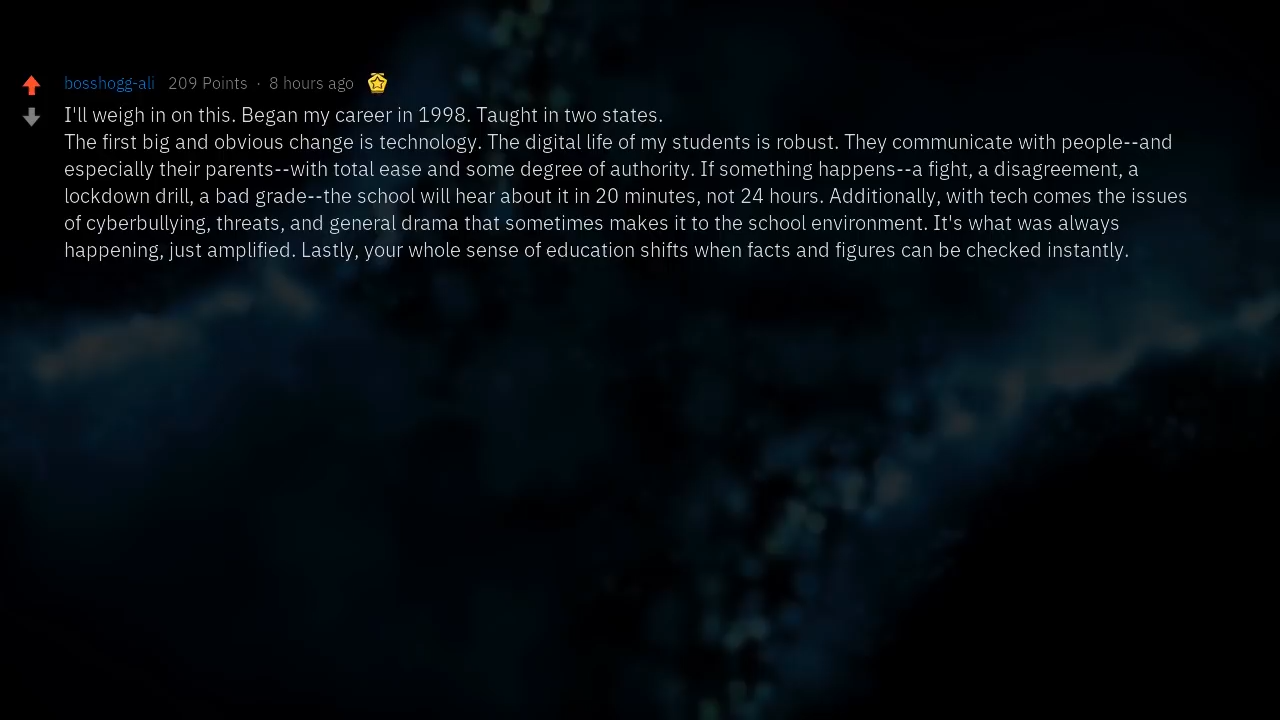 bosshogg-ali 209 Points · 8 hours ago
I'll weigh in on this. Began my career in 1998. Taught in two states.
The first big and obvious change is technology. The digital life of my students is robust. They communicate with people--and
especially their parents--with total ease and some degree of authority. If something happens--a fight, a disagreement, a
lockdown drill, a bad grade--the school will hear about it in 20 minutes, not 24 hours. Additionally, with tech comes the issues
of cyberbullying, threats, and general drama that sometimes makes it to the school environment. It's what was always
happening, just amplified. Lastly, your whole sense of education shifts when facts and figures can be checked instantly.